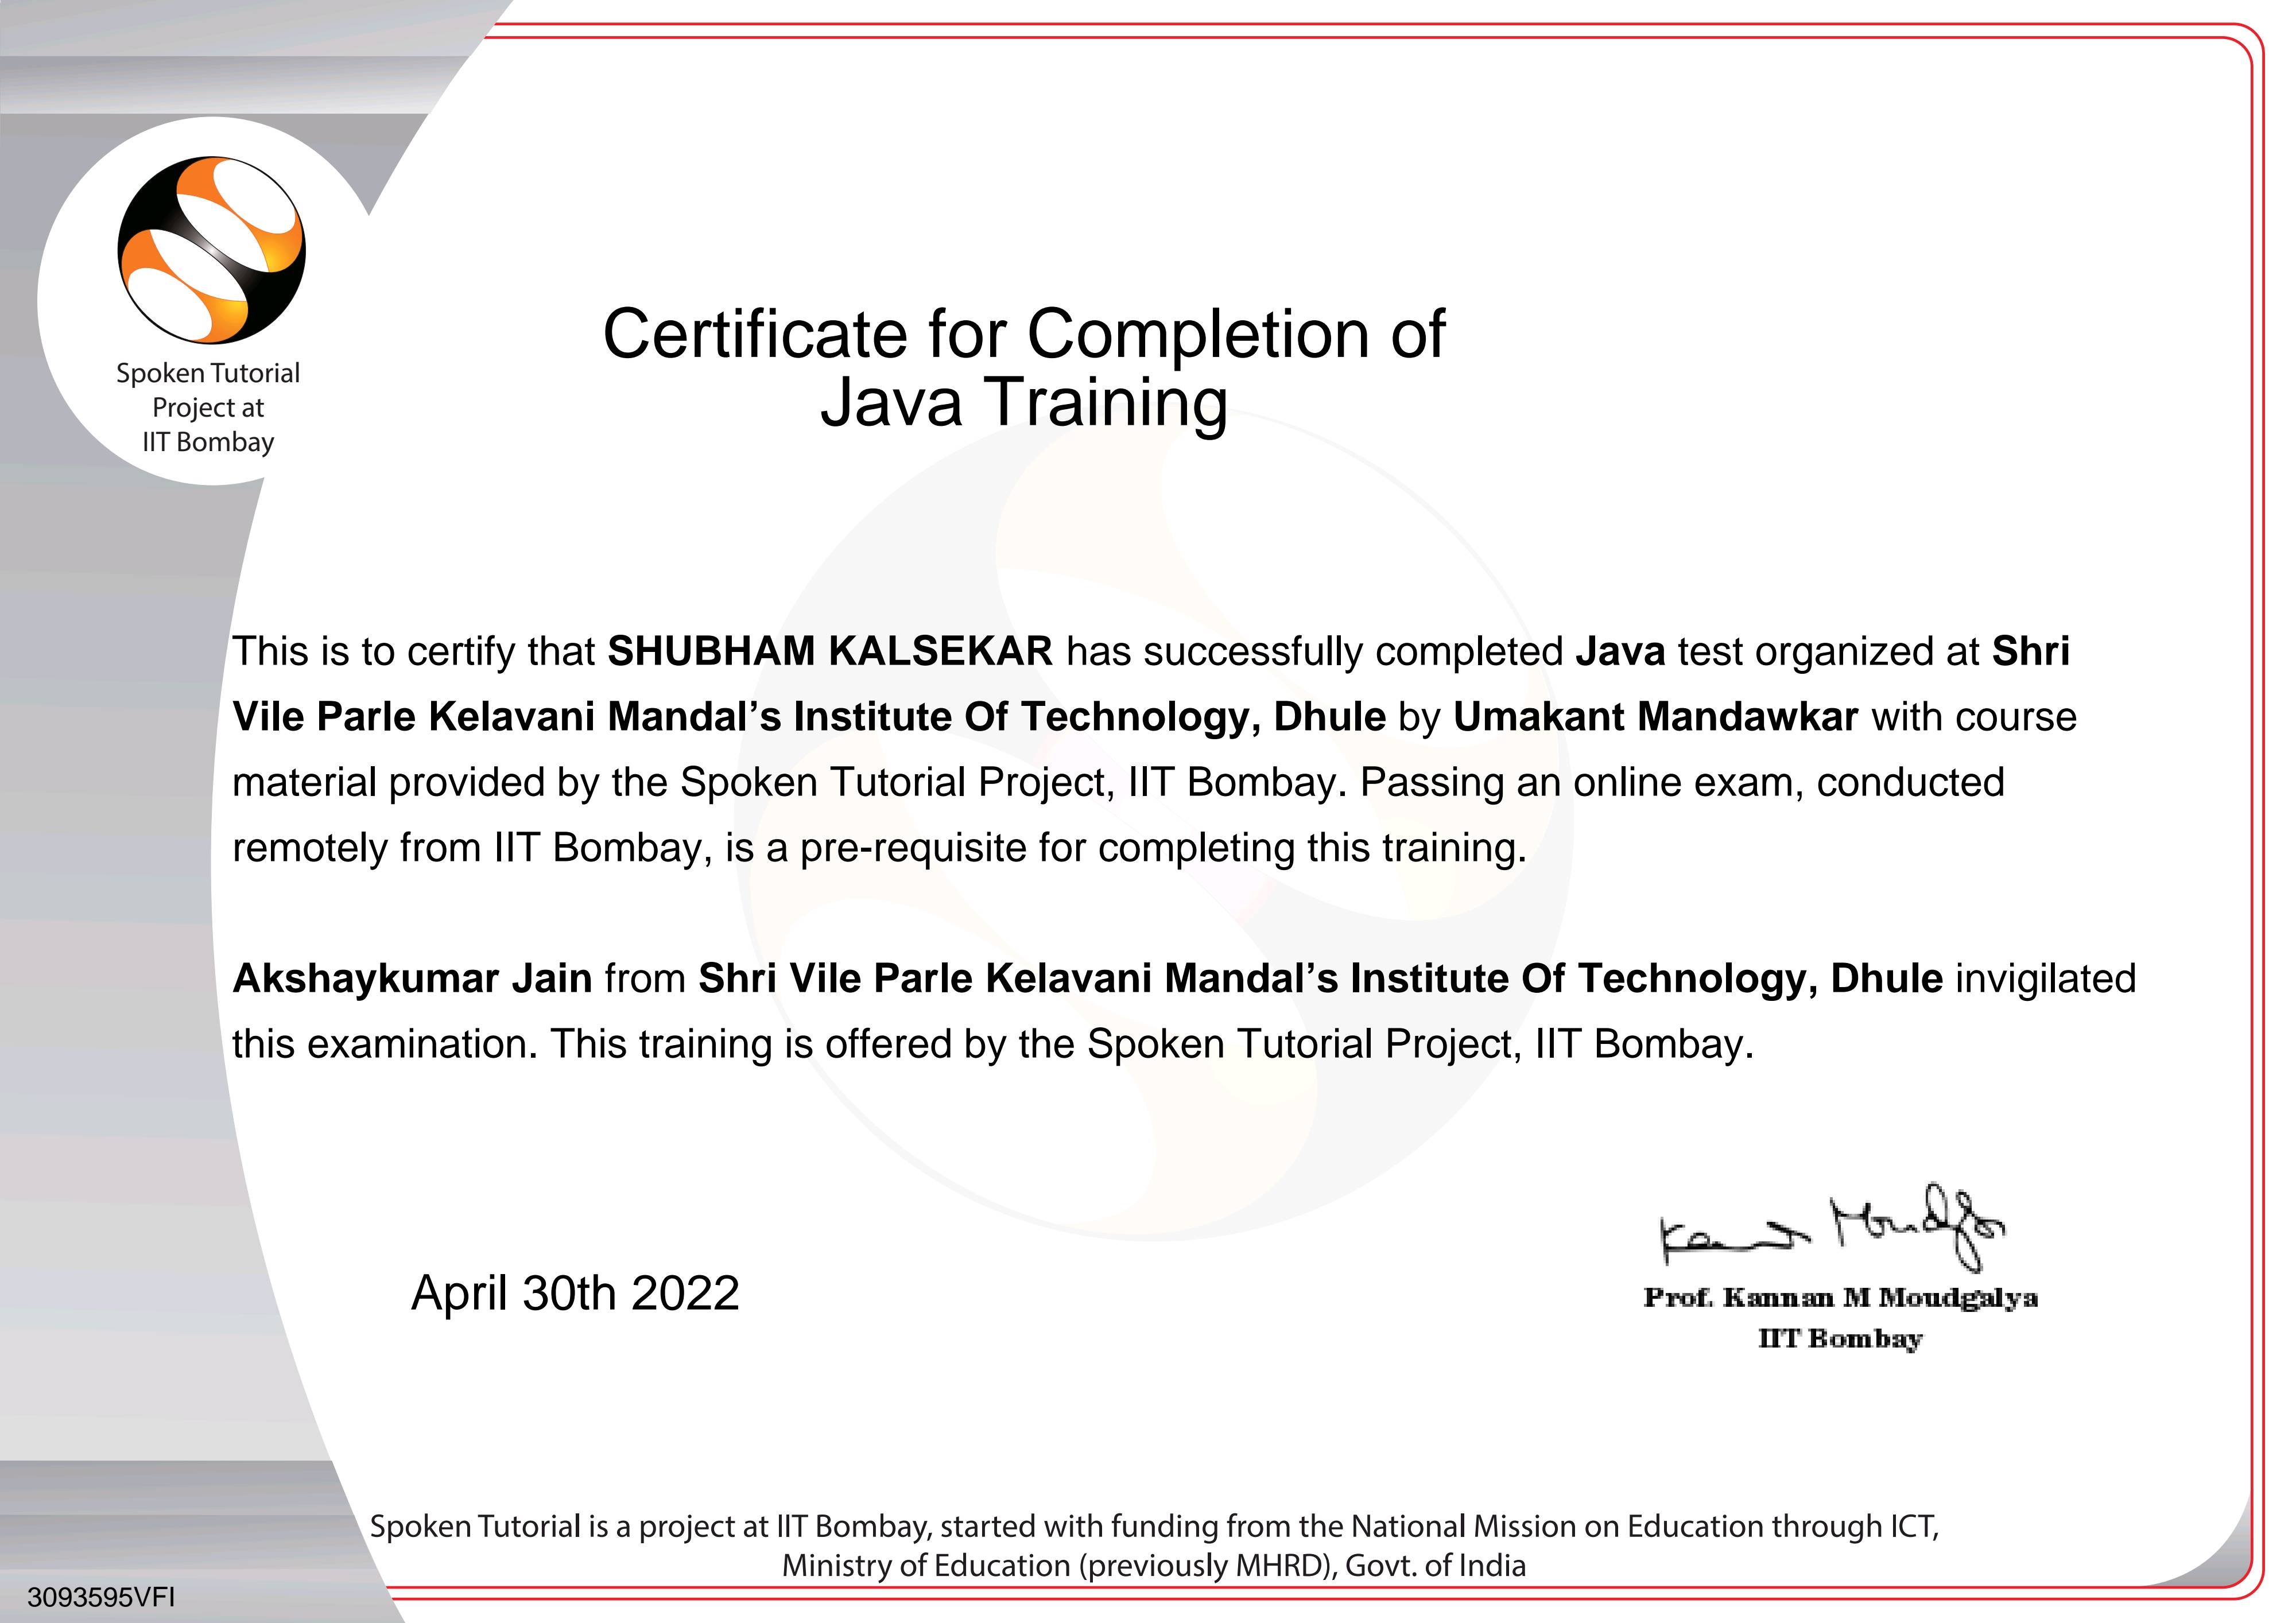 Spoken Tutorial
Project at
IIT Bombay
Certificate for Completion of
Java Training
This is to certify that SHUBHAM KALSEKAR has successfully completed Java test organized at Shri
Vile Parle Kelavani Mandal’s Institute Of Technology, Dhule by Umakant Mandawkar with course
material provided by the Spoken Tutorial Project, IIT Bombay. Passing an online exam, conducted
remotely from IIT Bombay, is a pre-requisite for completing this training.
Akshaykumar Jain from Shri Vile Parle Kelavani Mandal’s Institute Of Technology, Dhule invigilated
this examination. This training is offered by the Spoken Tutorial Project, IIT Bombay.
April 30th 2022
Prof. Kannan M Moudgalya
IIT Bombay
Spoken Tutorial is a project at IIT Bombay, started with funding from the National Mission on Education through ICT,
Ministry of Education (previously MHRD), Govt. of India
3093595VFI